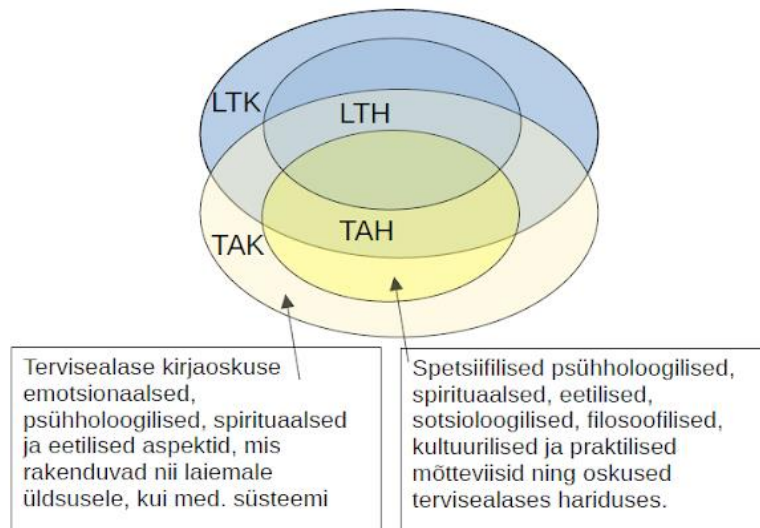 LTK
LTH
TAH
TAK
Tervisealase kirjaoskuse
emotsionaalsed,
psühholoogilised, spirituaalsed
ja eetilised aspektid, mis
rakenduvad nii laiemale
üldsusele, kui med. süsteemi
Spetsiifilised psühholoogilised,
spirituaalsed, eetilised,
sotsioloogilised, filosoofilised,
kultuurilised ja praktilised
mõtteviisid ning oskused
tervisealases hariduses.